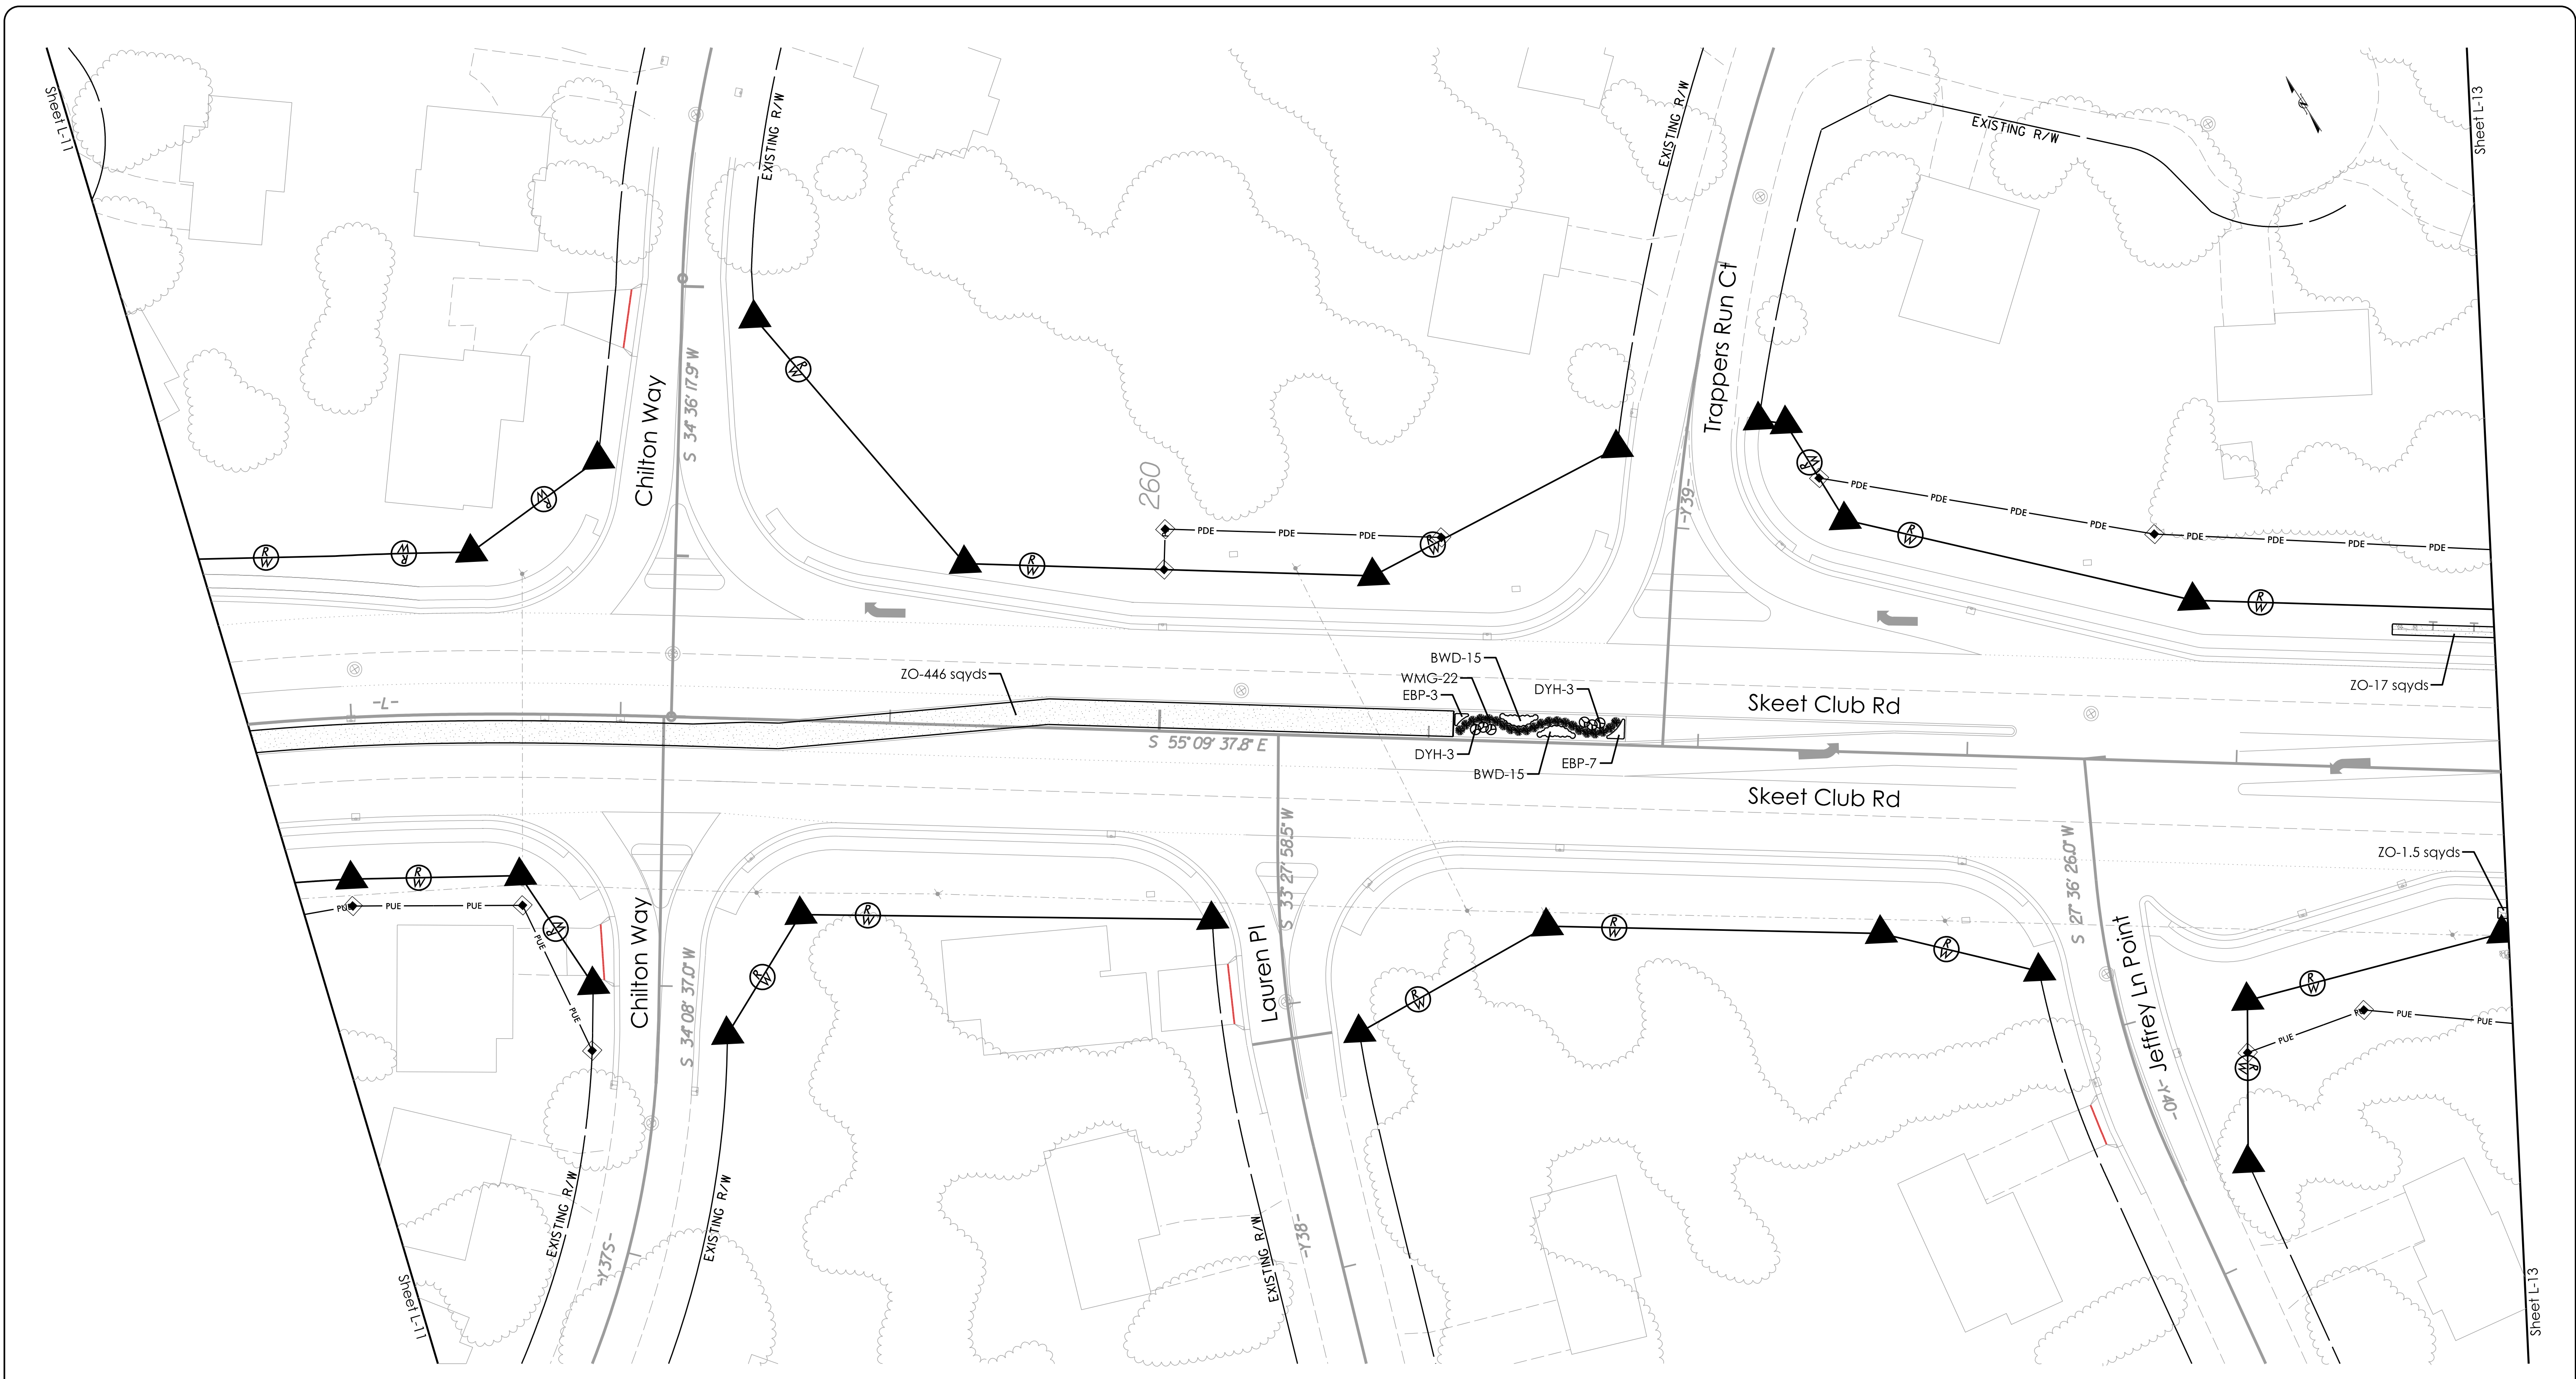 Sheet L-11
EXISTING R/W
EXISTING R/W
EXISTING R/W
Sheet L-13
Chilton Way
S 34° 36' 17.9" W
Trappers Run Ct
-Y39-
260
R/W
R/W
R/W
R/W
R/W
R/W
R/W
R/W
R/W
PDE
PDE
PDE
PDE
PDE
PDE
PDE
PDE
PDE
PDE
PDE
-L-
ZO-446 sqyds
BWD-15
WMG-22
EBP-3
DYH-3
DYH-3
BWD-15
EBP-7
Skeet Club Rd
ZO-17 sqyds
S 55° 09' 37.8" E
Skeet Club Rd
S 33° 27' 58.5" W
S 27° 36' 26.0" W
ZO-1.5 sqyds
R/W
R/W
R/W
R/W
R/W
R/W
R/W
R/W
R/W
PUE
PUE
PUE
PUE
PUE
PUE
PUE
PUE
Chilton Way
S 34° 08' 37.0" W
Lauren Pl
Jeffrey Ln Point
-Y40-
EXISTING R/W
-Y37S-
EXISTING R/W
EXISTING R/W
-Y38-
Sheet L-11
Sheet L-13